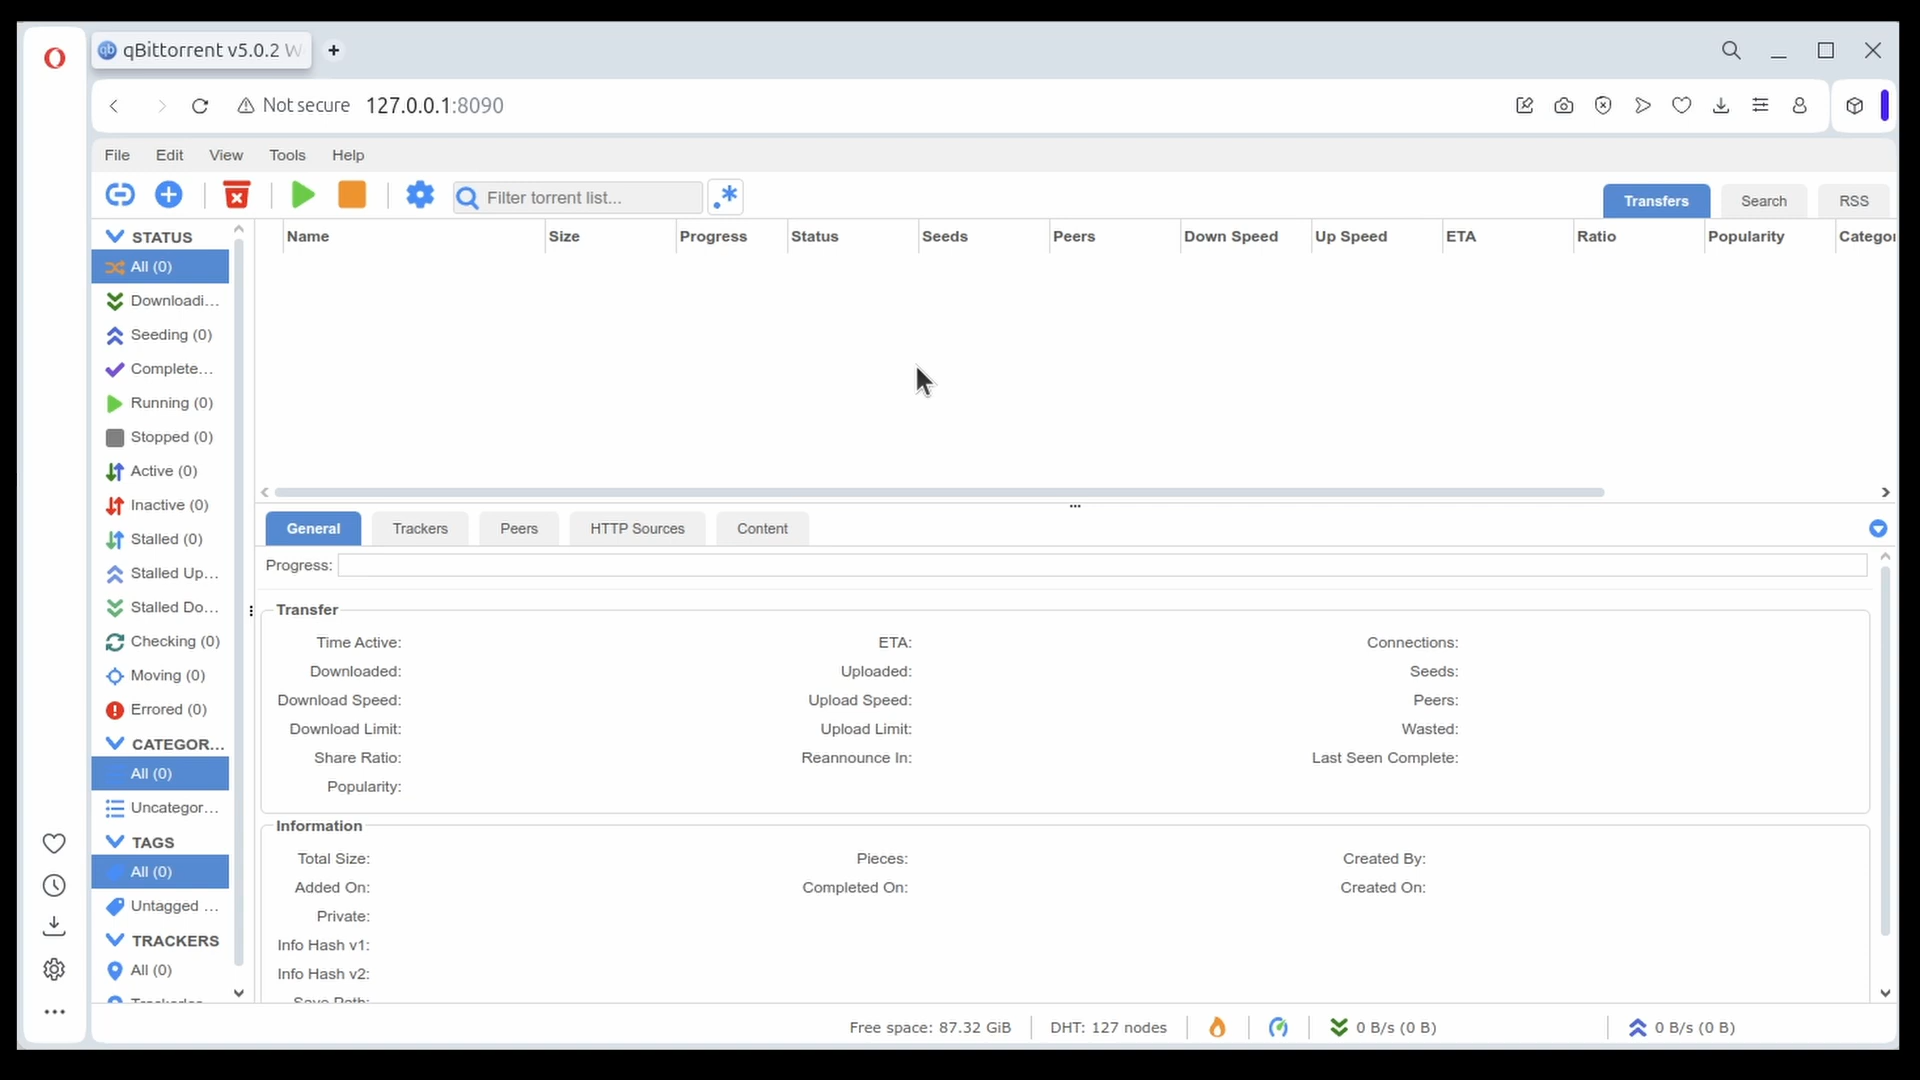 qBittorrent v5.0.2 W
Not secure 127.0.0.1:8090
File Edit View Tools Help
Filter torrent list... .* Transfers Search RSS
Name Size Progress Status Seeds Peers Down Speed Up Speed ETA Ratio Popularity Categor
STATUS
All (0)
Downloadi...
Seeding (0)
Complete...
Running (0)
Stopped (0)
Active (0)
Inactive (0)
Stalled (0)
Stalled Up...
Stalled Do...
Checking (0)
Moving (0)
Errored (0)
CATEGOR...
All (0)
Uncategor...
TAGS
All (0)
Untagged ...
TRACKERS
All (0)
General Trackers Peers HTTP Sources Content
Progress:
Transfer
Time Active: ETA: Connections:
Downloaded: Uploaded: Seeds:
Download Speed: Upload Speed: Peers:
Download Limit: Upload Limit: Wasted:
Share Ratio: Reannounce In: Last Seen Complete:
Popularity:
Information
Total Size: Pieces: Created By:
Added On: Completed On: Created On:
Private:
Info Hash v1:
Info Hash v2:
Save Path:
Free space: 87.32 GiB DHT: 127 nodes 0 B/s (0 B) 0 B/s (0 B)